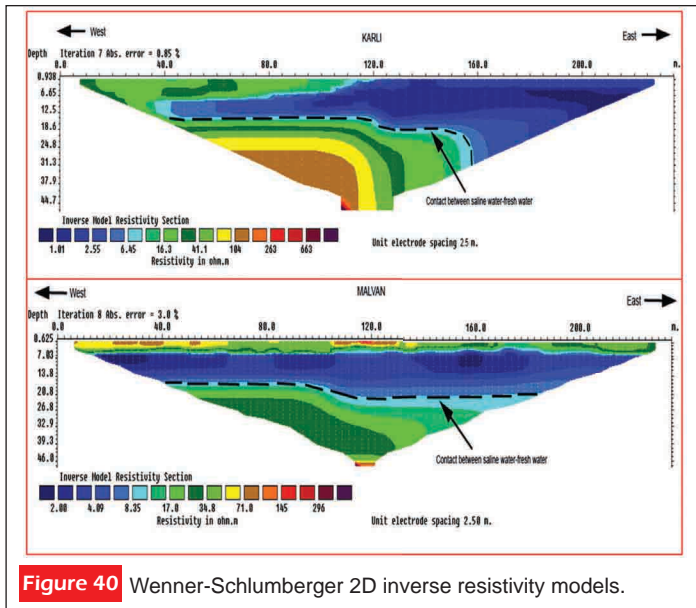 West
KARLI
East
Depth Iteration 7 Abs. error = 0.85 %
0.0 40.0 80.0 120.0 160.0 200.0 m.
0.938
6.65
12.5
18.6
24.8
31.3
37.9
44.7
Contact between saline water-fresh water
Inverse Model Resistivity Section
1.01 2.55 6.45 16.3 41.1 104 263 663
Resistivity in ohm.m
Unit electrode spacing 25 m.
West
MALVAN
East
Depth Iteration 8 Abs. error = 3.0 %
0.0 40.0 80.0 120.0 160.0 200.0 m.
0.625
7.03
13.8
20.0
26.8
32.9
39.3
46.0
Contact between saline water-fresh water
Inverse Model Resistivity Section
2.00 4.09 8.35 17.0 34.8 71.0 145 296
Resistivity in ohm.m
Unit electrode spacing 2.50 m.
Figure 40 Wenner-Schlumberger 2D inverse resistivity models.